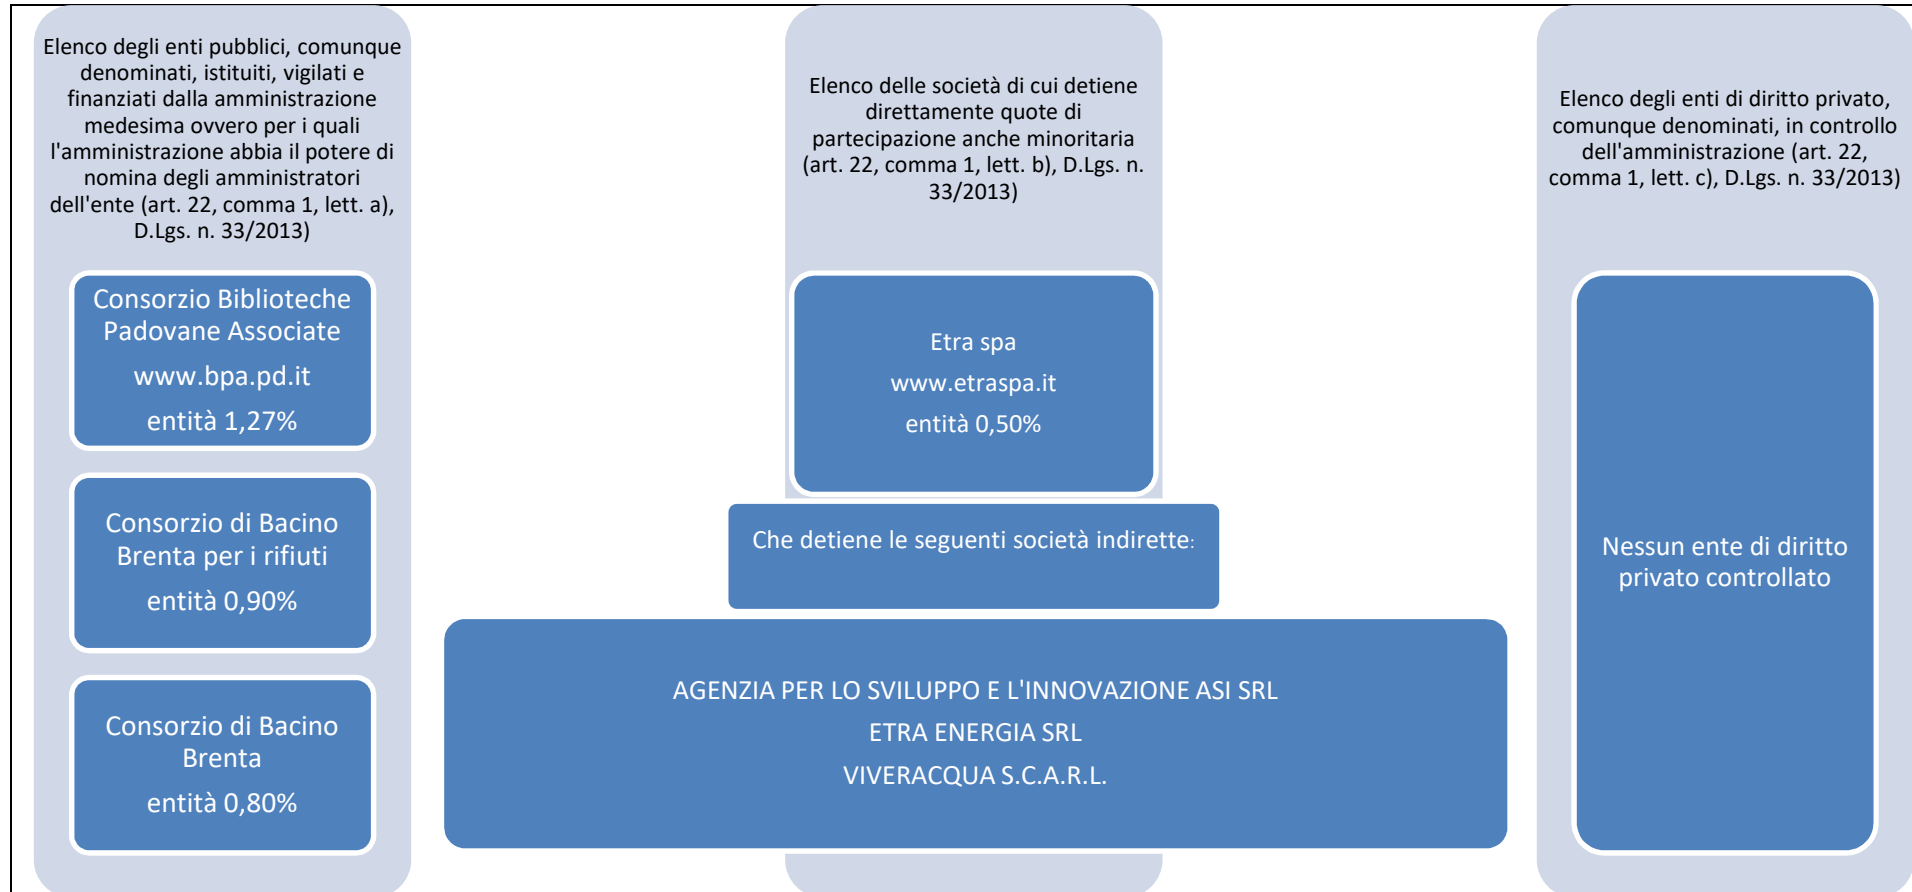 Elenco degli enti pubblici, comunque
denominati, istituiti, vigilati e
finanziati dalla amministrazione
medesima ovvero per i quali
l'amministrazione abbia il potere di
nomina degli amministratori
dell'ente (art. 22, comma 1, lett. a),
D.Lgs. n. 33/2013)
Consorzio Biblioteche
Padovane Associate
www.bpa.pd.it
entità 1,27%
Consorzio di Bacino
Brenta per i rifiuti
entità 0,90%
Consorzio di Bacino
Brenta
entità 0,80%
Elenco delle società di cui detiene
direttamente quote di
partecipazione anche minoritaria
(art. 22, comma 1, lett. b), D.Lgs. n.
33/2013)
Etra spa
www.etraspa.it
entità 0,50%
Che detiene le seguenti società indirette:
AGENZIA PER LO SVILUPPO E L'INNOVAZIONE ASI SRL
ETRA ENERGIA SRL
VIVERACQUA S.C.A.R.L.
Elenco degli enti di diritto privato,
comunque denominati, in controllo
dell'amministrazione (art. 22,
comma 1, lett. c), D.Lgs. n. 33/2013)
Nessun ente di diritto
privato controllato